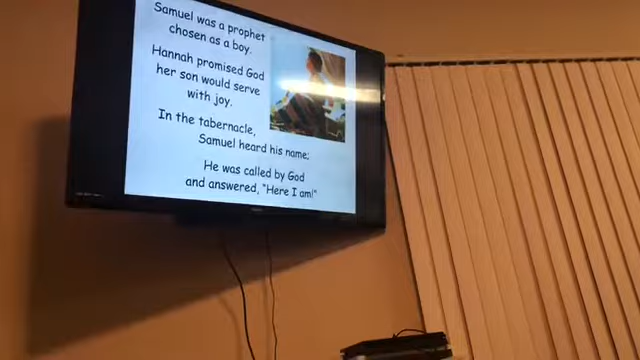 Samuel was a prophet
chosen as a boy.
Hannah promised God
her son would serve
with joy.
In the tabernacle,
Samuel heard his name;
He was called by God
and answered, "Here I am!"